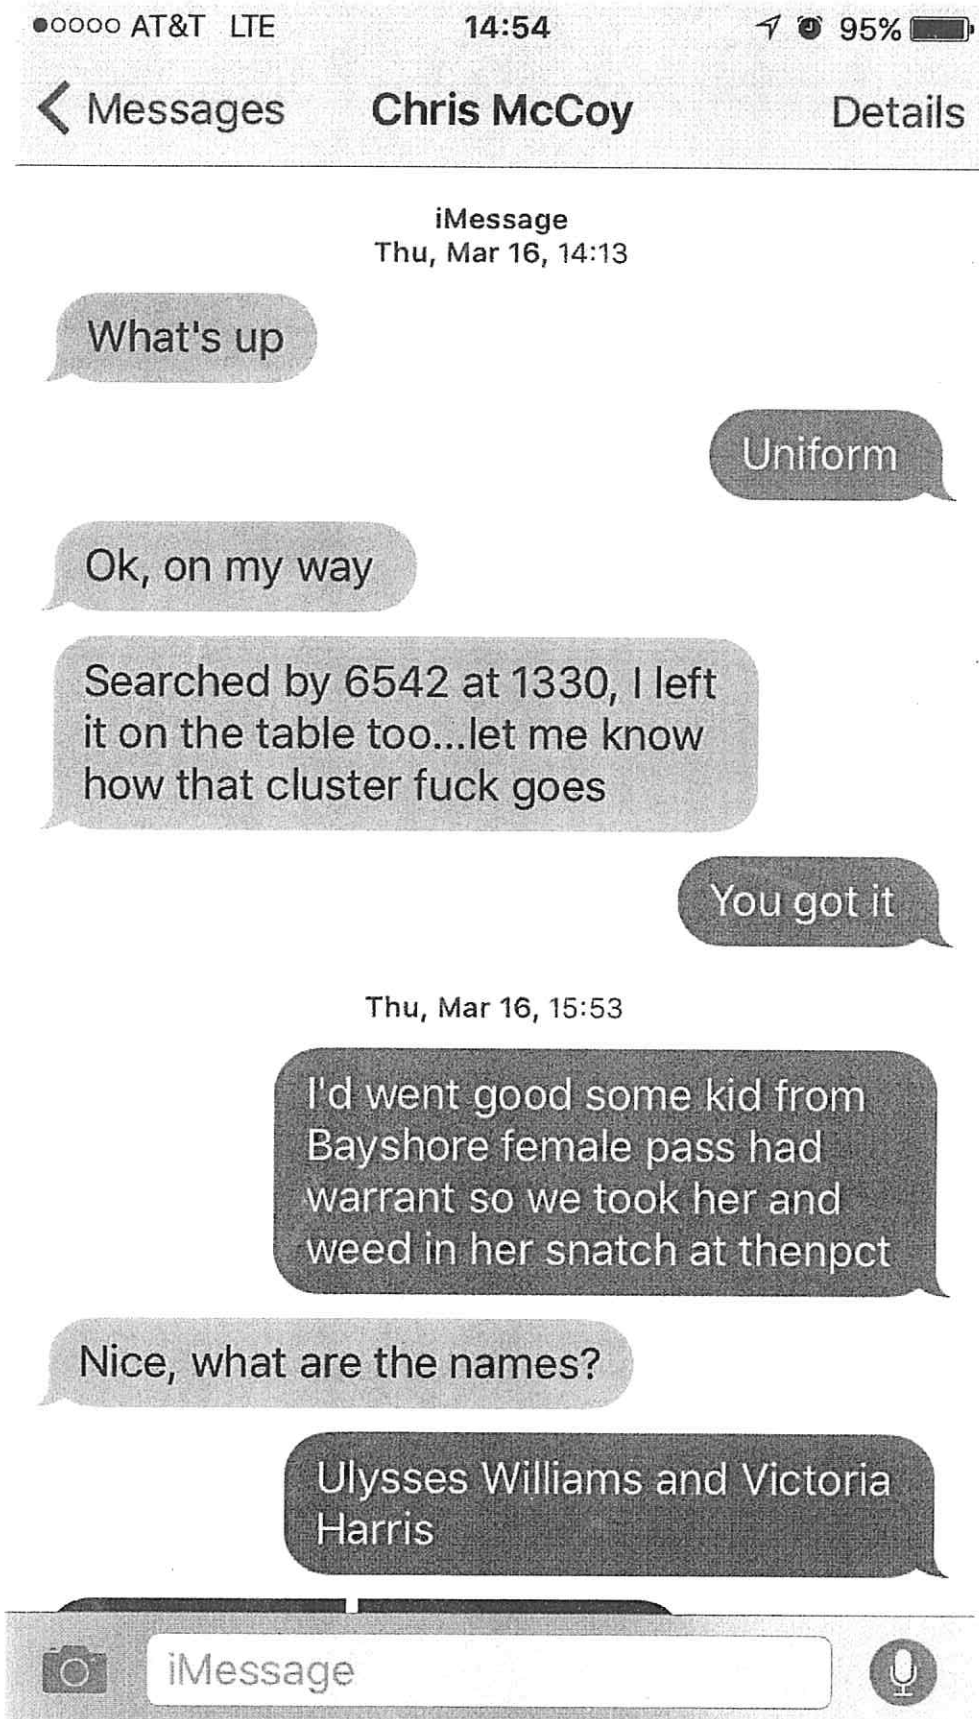 AT&T LTE 14:54 95%
Messages Chris McCoy Details
iMessage
Thu, Mar 16, 14:13
What's up
Uniform
Ok, on my way
Searched by 6542 at 1330, I left
it on the table too...let me know
how that cluster fuck goes
You got it
Thu, Mar 16, 15:53
I'd went good some kid from
Bayshore female pass had
warrant so we took her and
weed in her snatch at thenpct
Nice, what are the names?
Ulysses Williams and Victoria
Harris
iMessage